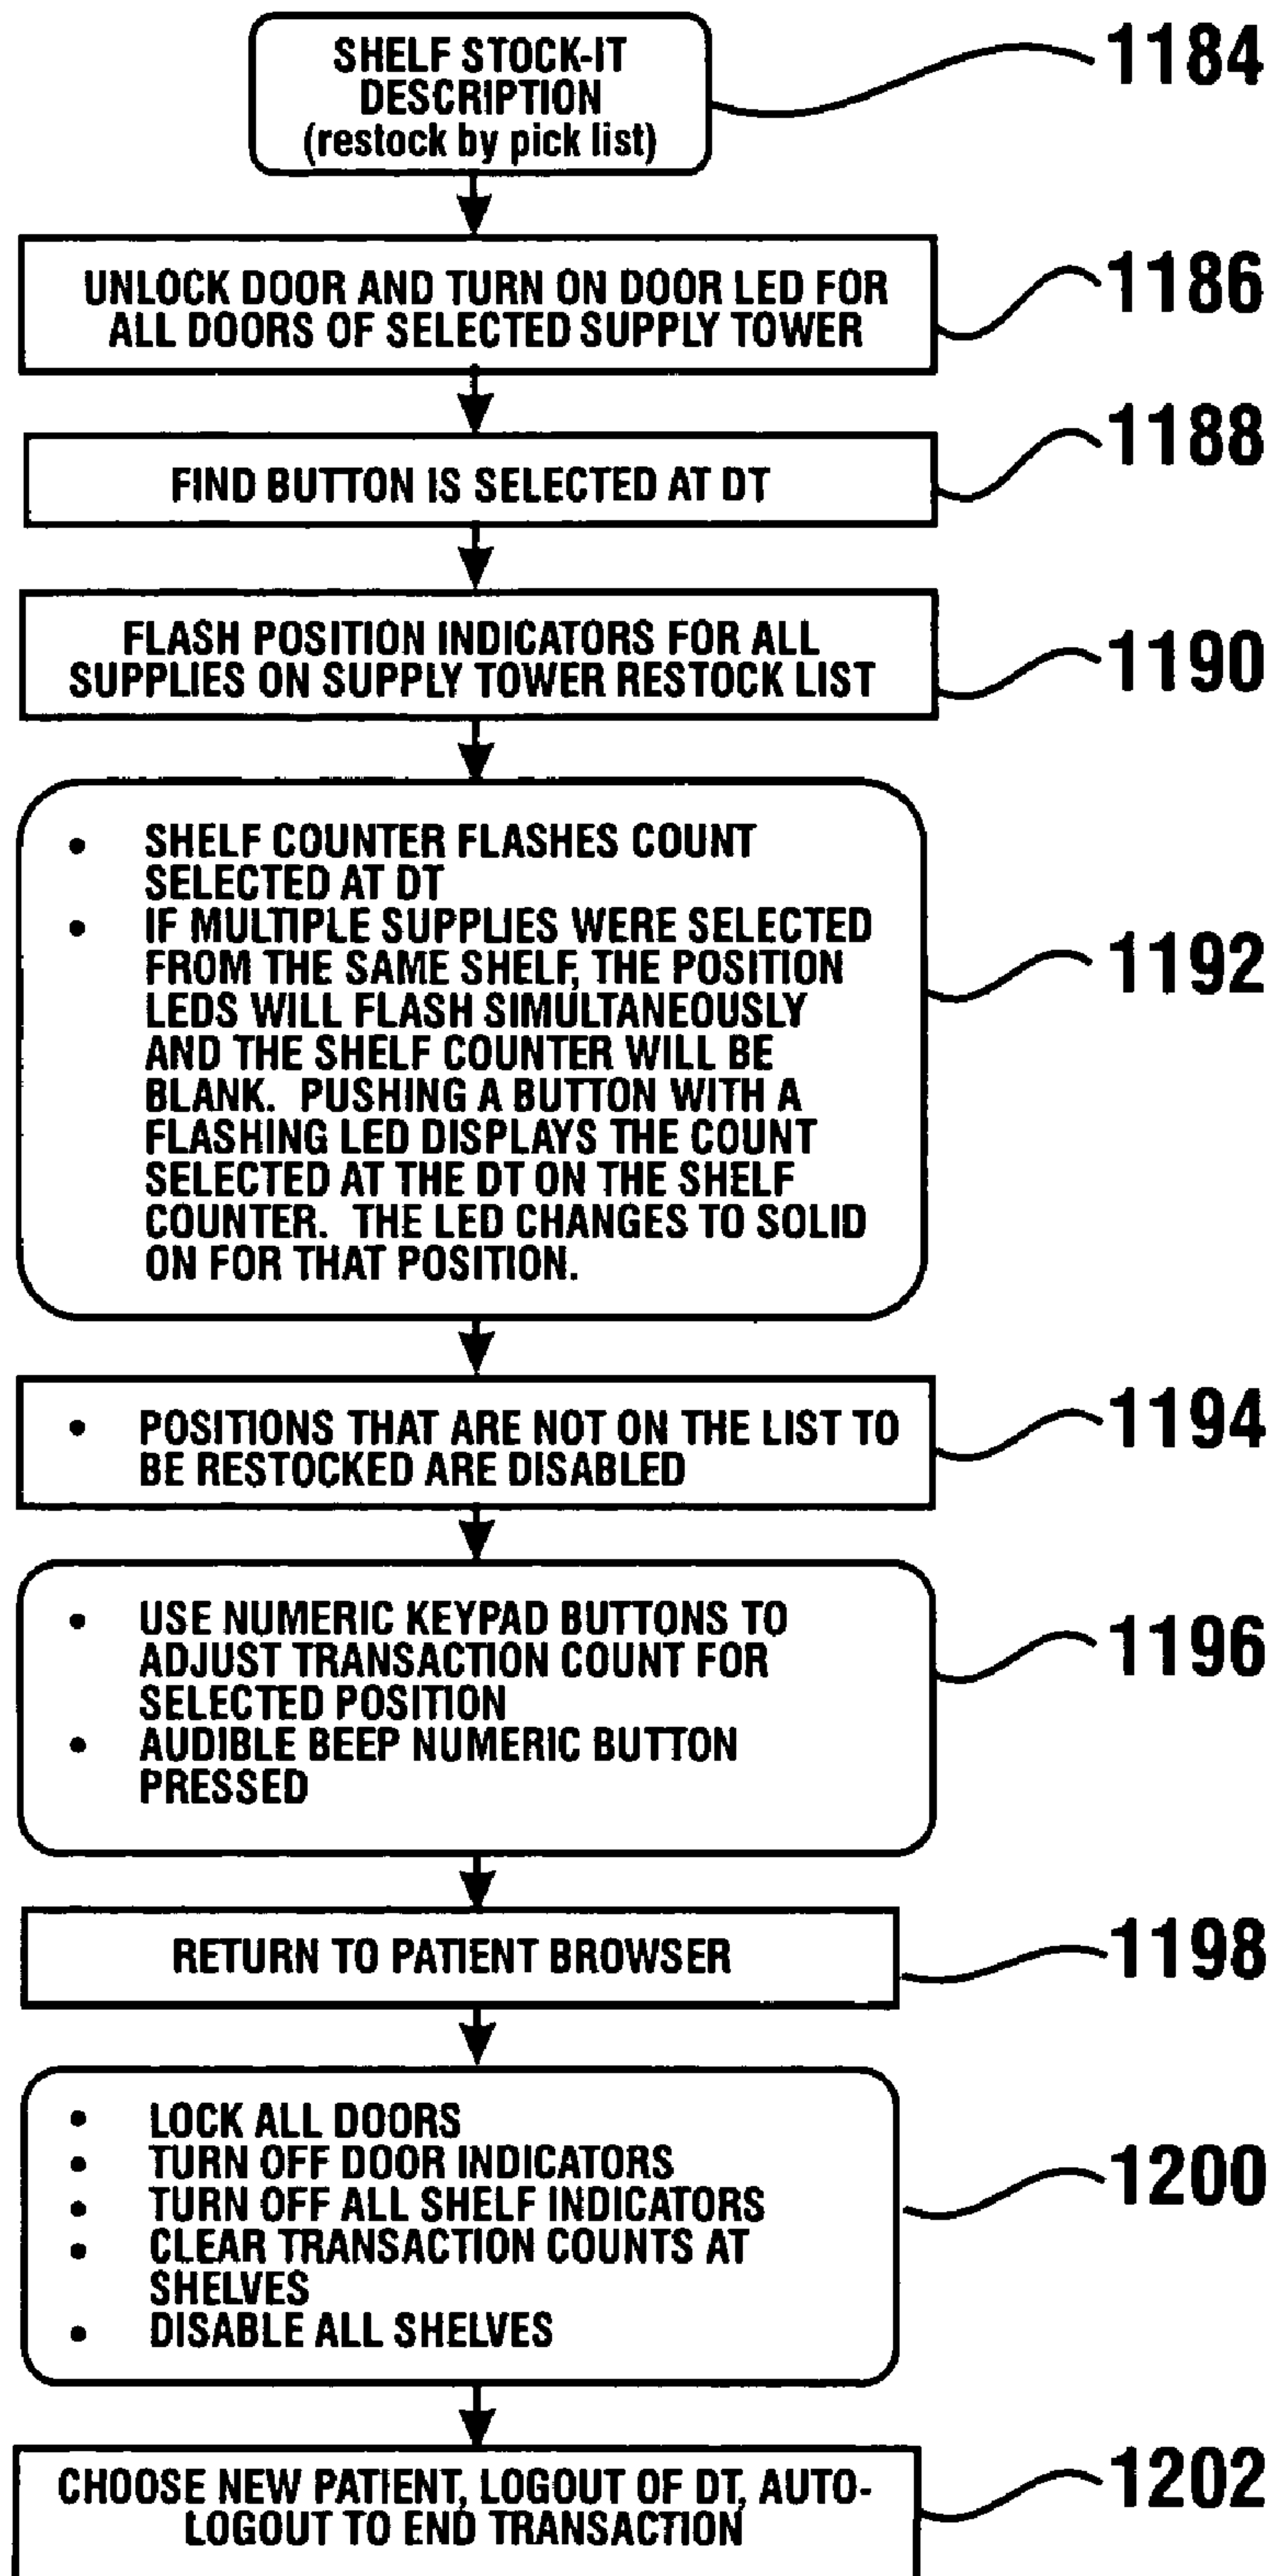 SHELF STOCK-IT
DESCRIPTION
(restock by pick list)
1184
UNLOCK DOOR AND TURN ON DOOR LED FOR
ALL DOORS OF SELECTED SUPPLY TOWER
1186
FIND BUTTON IS SELECTED AT DT
1188
FLASH POSITION INDICATORS FOR ALL
SUPPLIES ON SUPPLY TOWER RESTOCK LIST
1190
• SHELF COUNTER FLASHES COUNT
SELECTED AT DT
• IF MULTIPLE SUPPLIES WERE SELECTED
FROM THE SAME SHELF, THE POSITION
LEDS WILL FLASH SIMULTANEOUSLY
AND THE SHELF COUNTER WILL BE
BLANK. PUSHING A BUTTON WITH A
FLASHING LED DISPLAYS THE COUNT
SELECTED AT THE DT ON THE SHELF
COUNTER. THE LED CHANGES TO SOLID
ON FOR THAT POSITION.
1192
• POSITIONS THAT ARE NOT ON THE LIST TO
BE RESTOCKED ARE DISABLED
1194
• USE NUMERIC KEYPAD BUTTONS TO
ADJUST TRANSACTION COUNT FOR
SELECTED POSITION
• AUDIBLE BEEP NUMERIC BUTTON
PRESSED
1196
RETURN TO PATIENT BROWSER
1198
• LOCK ALL DOORS
• TURN OFF DOOR INDICATORS
• TURN OFF ALL SHELF INDICATORS
• CLEAR TRANSACTION COUNTS AT
SHELVES
• DISABLE ALL SHELVES
1200
CHOOSE NEW PATIENT, LOGOUT OF DT, AUTO-
LOGOUT TO END TRANSACTION
1202